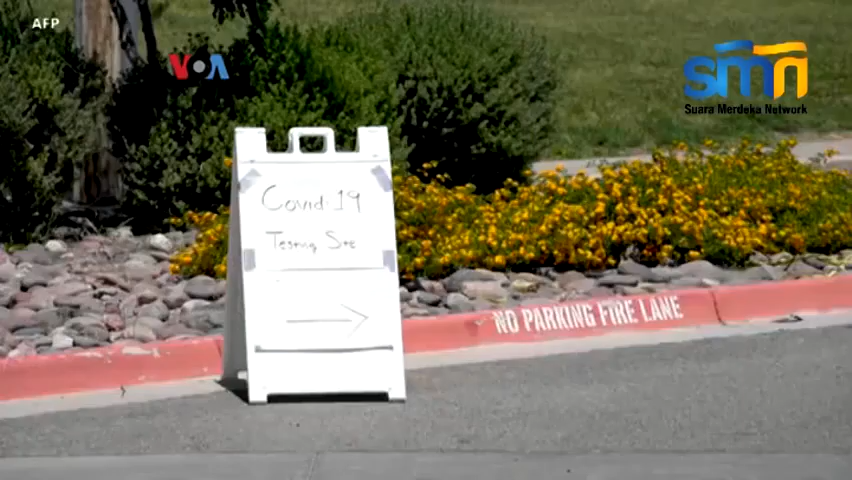 AFP
VOA
smn
Suara Merdeka Network
Covid-19
Testing Site
NO PARKING FIRE LANE